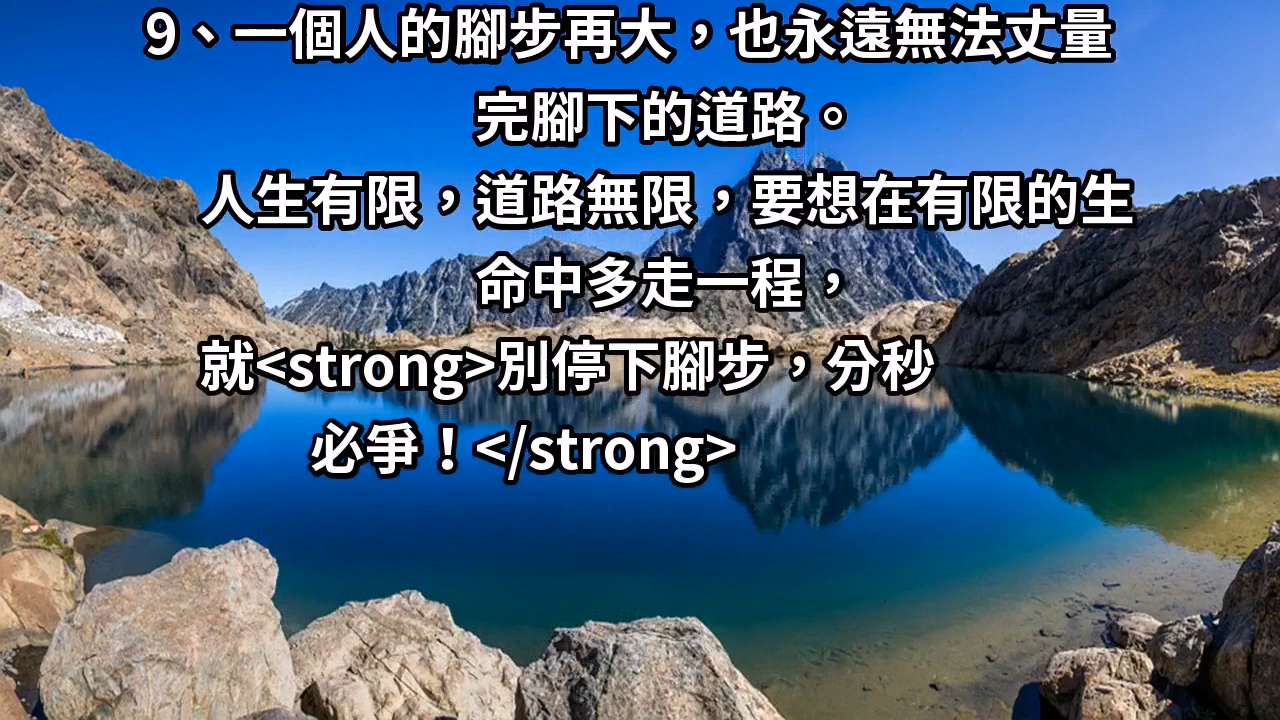 9、一個人的腳步再大，也永遠無法丈量
完腳下的道路。
人生有限，道路無限，要想在有限的生
命中多走一程，
就<strong>別停下腳步，分秒
必爭！</strong>